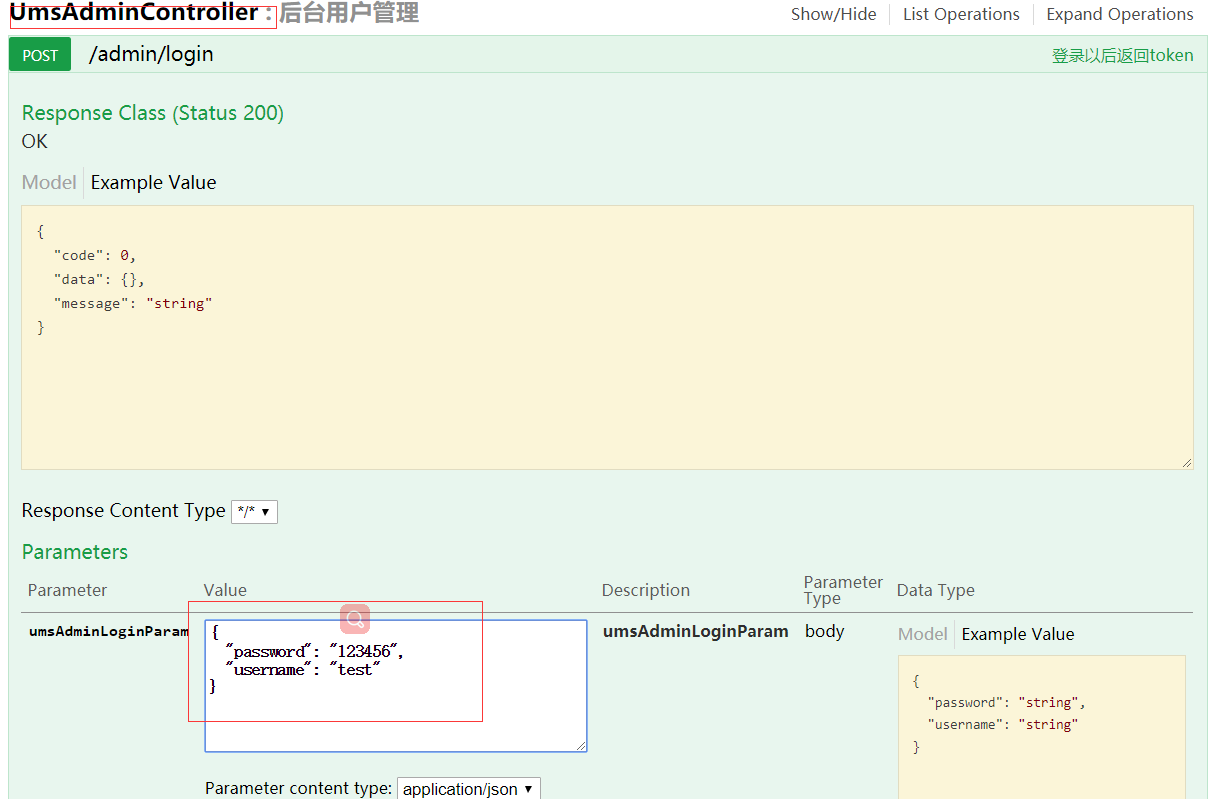 UmsAdminController : 后台用户管理 Show/Hide List Operations Expand Operations
POST /admin/login 登录以后返回token
Response Class (Status 200)
OK
Model Example Value
{
"code": 0,
"data": {},
"message": "string"
}
Response Content Type */*
Parameters
Parameter Value Description Parameter Type Data Type
umsAdminLoginParam
{
"password": "123456",
"username": "test"
}
umsAdminLoginParam body Model Example Value
{
"password": "string",
"username": "string"
}
Parameter content type: application/json